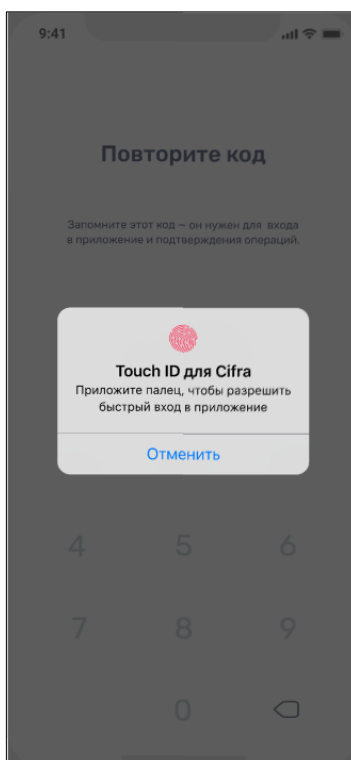 9:41
Повторите код
Запомните этот код – он нужен для входа
в приложение и подтверждения операций.
Touch ID для Cifra
Приложите палец, чтобы разрешить
быстрый вход в приложение
Отменить
4 5 6
7 8 9
0